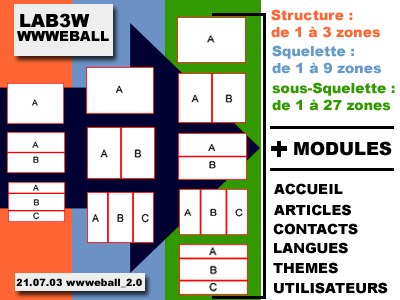 LAB3W
WWWEBALL
A
A
B
A
B
C
A
A
B
A
B
C
A
A
B
A
B
A
B
C
A
B
C
21.07.03 wwweball_2.0
Structure :
de 1 à 3 zones
Squelette :
de 1 à 9 zones
sous-Squelette :
de 1 à 27 zones
+ MODULES
ACCUEIL
ARTICLES
CONTACTS
LANGUES
THEMES
UTILISATEURS